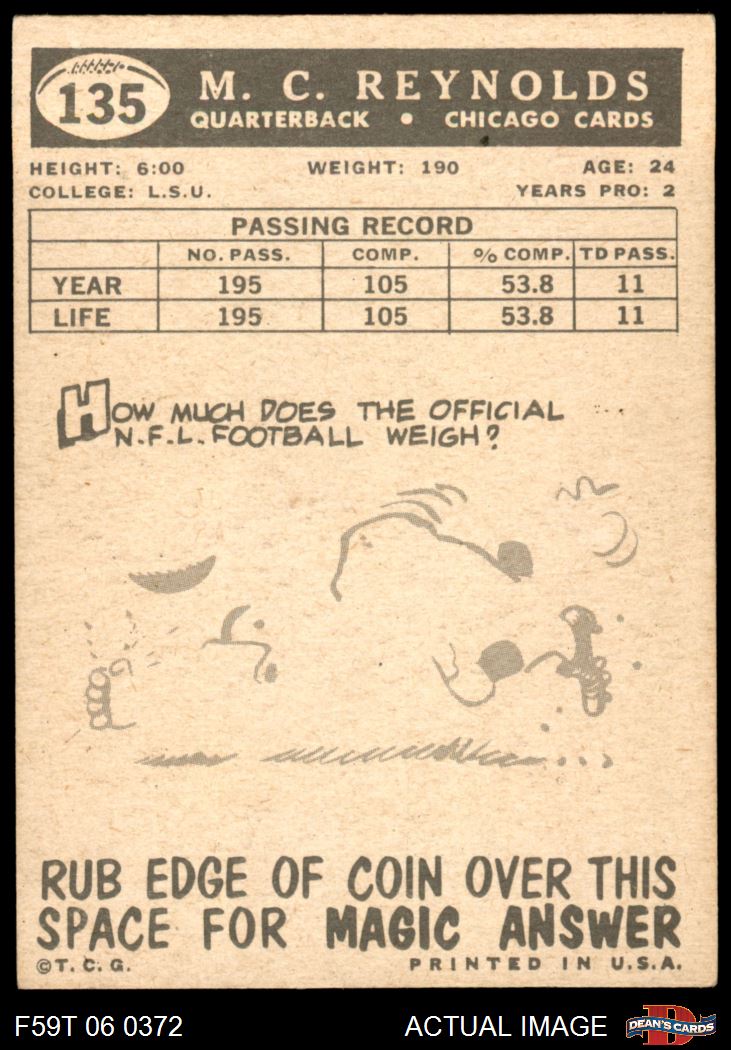 135
M. C. REYNOLDS
QUARTERBACK • CHICAGO CARDS
HEIGHT: 6:00 WEIGHT: 190 AGE: 24
COLLEGE: L.S.U. YEARS PRO: 2
PASSING RECORD
NO. PASS. COMP. % COMP. TD PASS.
YEAR 195 105 53.8 11
LIFE 195 105 53.8 11
HOW MUCH DOES THE OFFICIAL
N.F.L. FOOTBALL WEIGH?
RUB EDGE OF COIN OVER THIS
SPACE FOR MAGIC ANSWER
©T. C. G. PRINTED IN U.S.A.
F59T 06 0372 ACTUAL IMAGE D DEAN'S CARDS